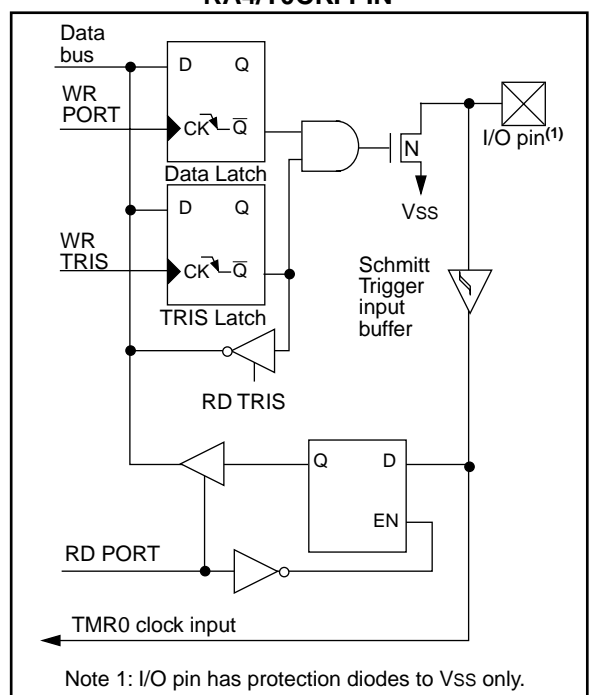 RA4/T0CKI PIN
Data
bus
D Q
WR
PORT
CK Q
I/O pin(1)
N
Data Latch
VSS
D Q
WR
TRIS
CK Q
Schmitt
Trigger
input
buffer
TRIS Latch
RD TRIS
Q D
EN
RD PORT
TMR0 clock input
Note 1: I/O pin has protection diodes to VSS only.